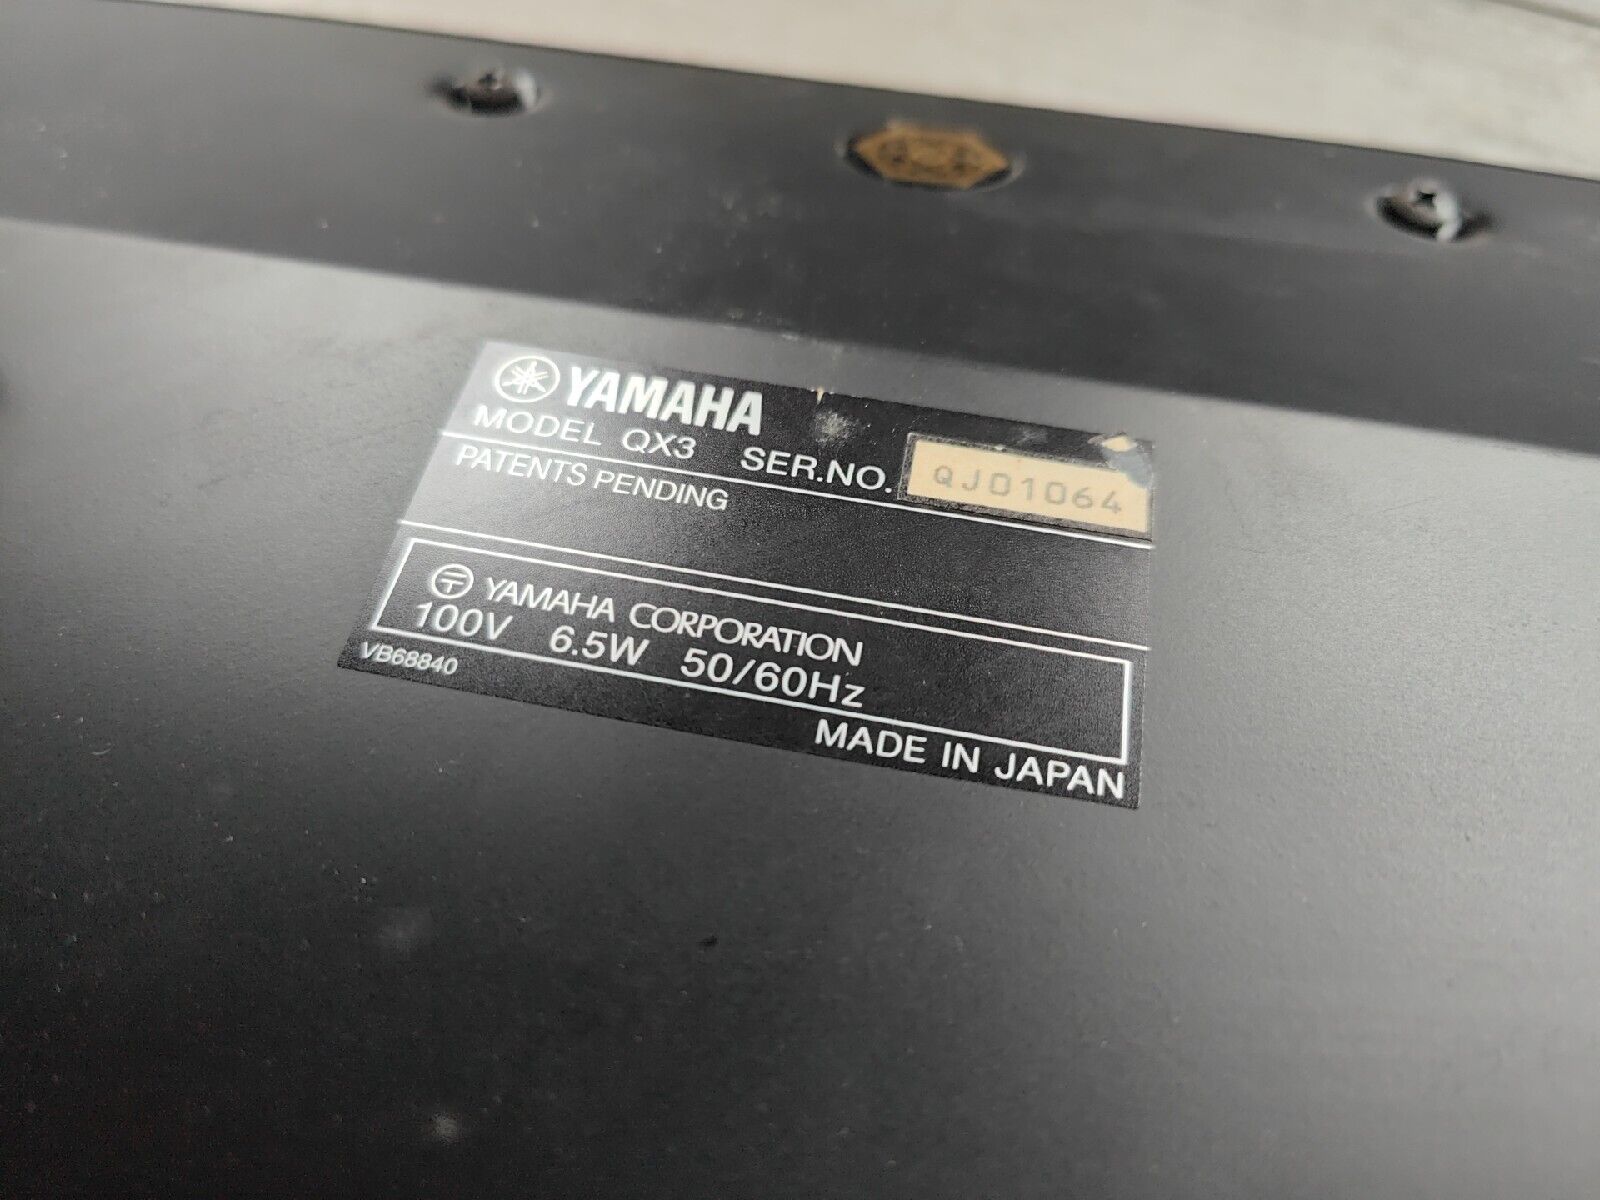 YAMAHA
MODEL QX3 SER.NO. QJ01064
PATENTS PENDING
YAMAHA CORPORATION
100V 6.5W 50/60Hz
VB68840
MADE IN JAPAN